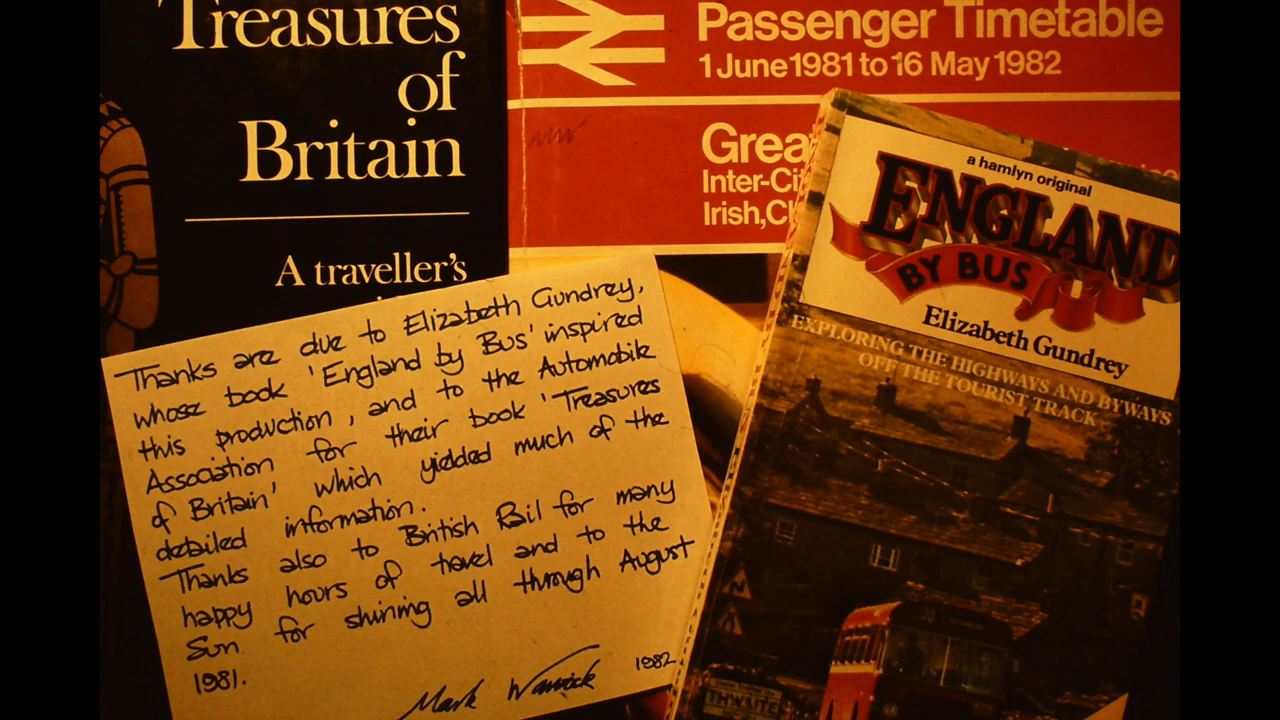 Treasures
of
Britain
A traveller's
Passenger Timetable
1 June 1981 to 16 May 1982
Grea
Inter-Ci
Irish, C
a hamlyn original
ENGLAND
BY BUS
Elizabeth Gundrey
EXPLORING THE HIGHWAYS AND BYWAYS
OFF THE TOURIST TRACK
THWAITE
Thanks are due to Elizabeth Gundrey,
whose book 'England by Bus' inspired
this production, and to the Automobile
Association for their book 'Treasures
of Britain' which yielded much of the
detailed information.
Thanks also to British Rail for many
happy hours of travel and to the
Sun for shining all through August
1981.
Mark Warrick 1982